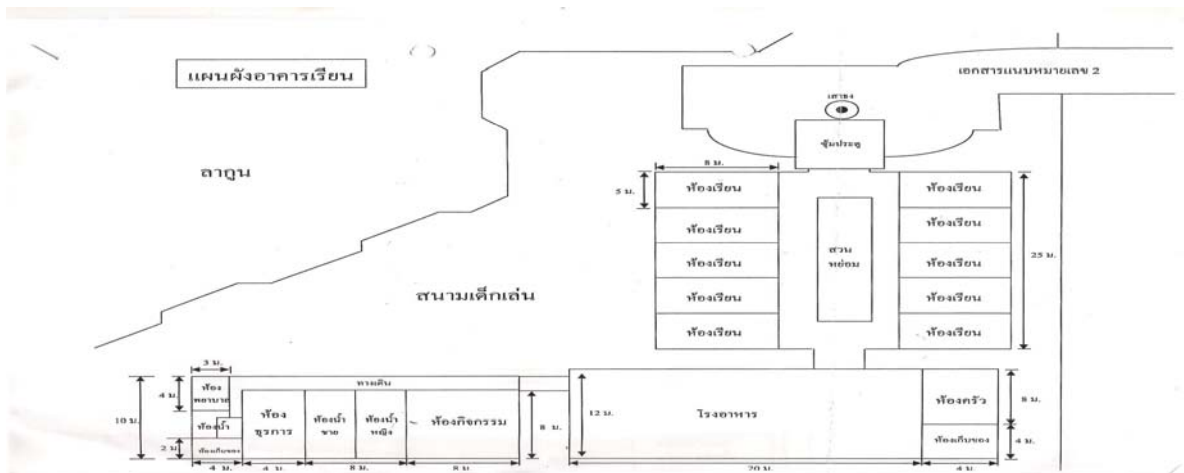 แผนผังอาคารเรียน
เอกสารแนบหมายเลข 2
เสาธง
ซุ้มประตู
ลากูน
8 ม.
5 ม.
ห้องเรียน
ห้องเรียน
ห้องเรียน
ห้องเรียน
ห้องเรียน
สวน
หย่อม
ห้องเรียน
ห้องเรียน
ห้องเรียน
ห้องเรียน
ห้องเรียน
25 ม.
สนามเด็กเล่น
3 ม.
ทางเดิน
4 ม.
10 ม.
2 ม.
ห้อง
พยาบาล
ห้องน้ำ
ห้องเก็บของ
ห้อง
ธุรการ
ห้องน้ำ
ชาย
ห้องน้ำ
หญิง
ห้องกิจกรรม
8 ม.
12 ม.
โรงอาหาร
ห้องครัว
ห้องเก็บของ
8 ม.
4 ม.
4 ม.
4 ม.
8 ม.
8 ม.
20 ม.
4 ม.